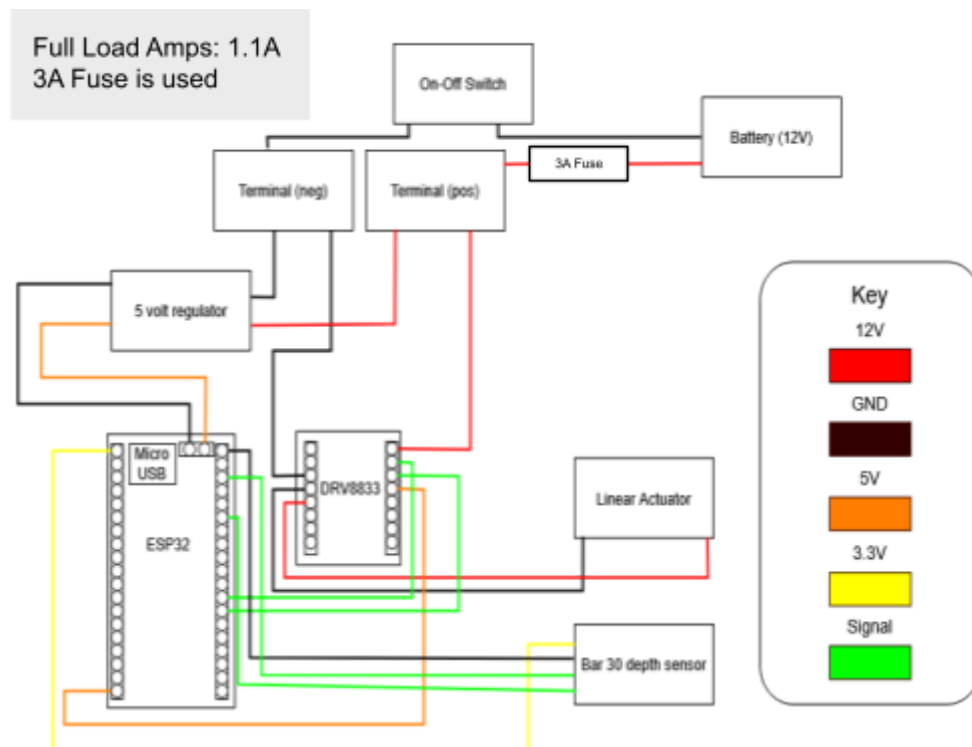 Full Load Amps: 1.1A
3A Fuse is used
On-Off Switch
Battery (12V)
3A Fuse
Terminal (neg)
Terminal (pos)
5 volt regulator
Key
12V
GND
5V
3.3V
Signal
Micro
USB
ESP32
DRV8833
Linear Actuator
Bar 30 depth sensor